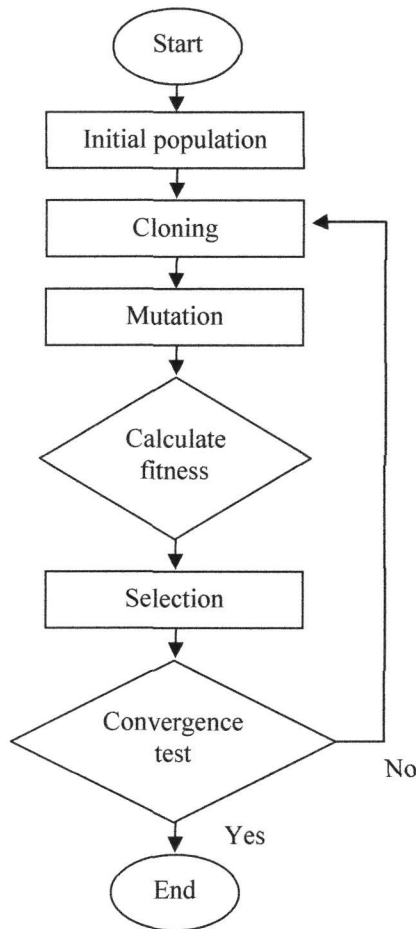 Start
Initial population
Cloning
Mutation
Calculate
fitness
Selection
Convergence
test
No
Yes
End